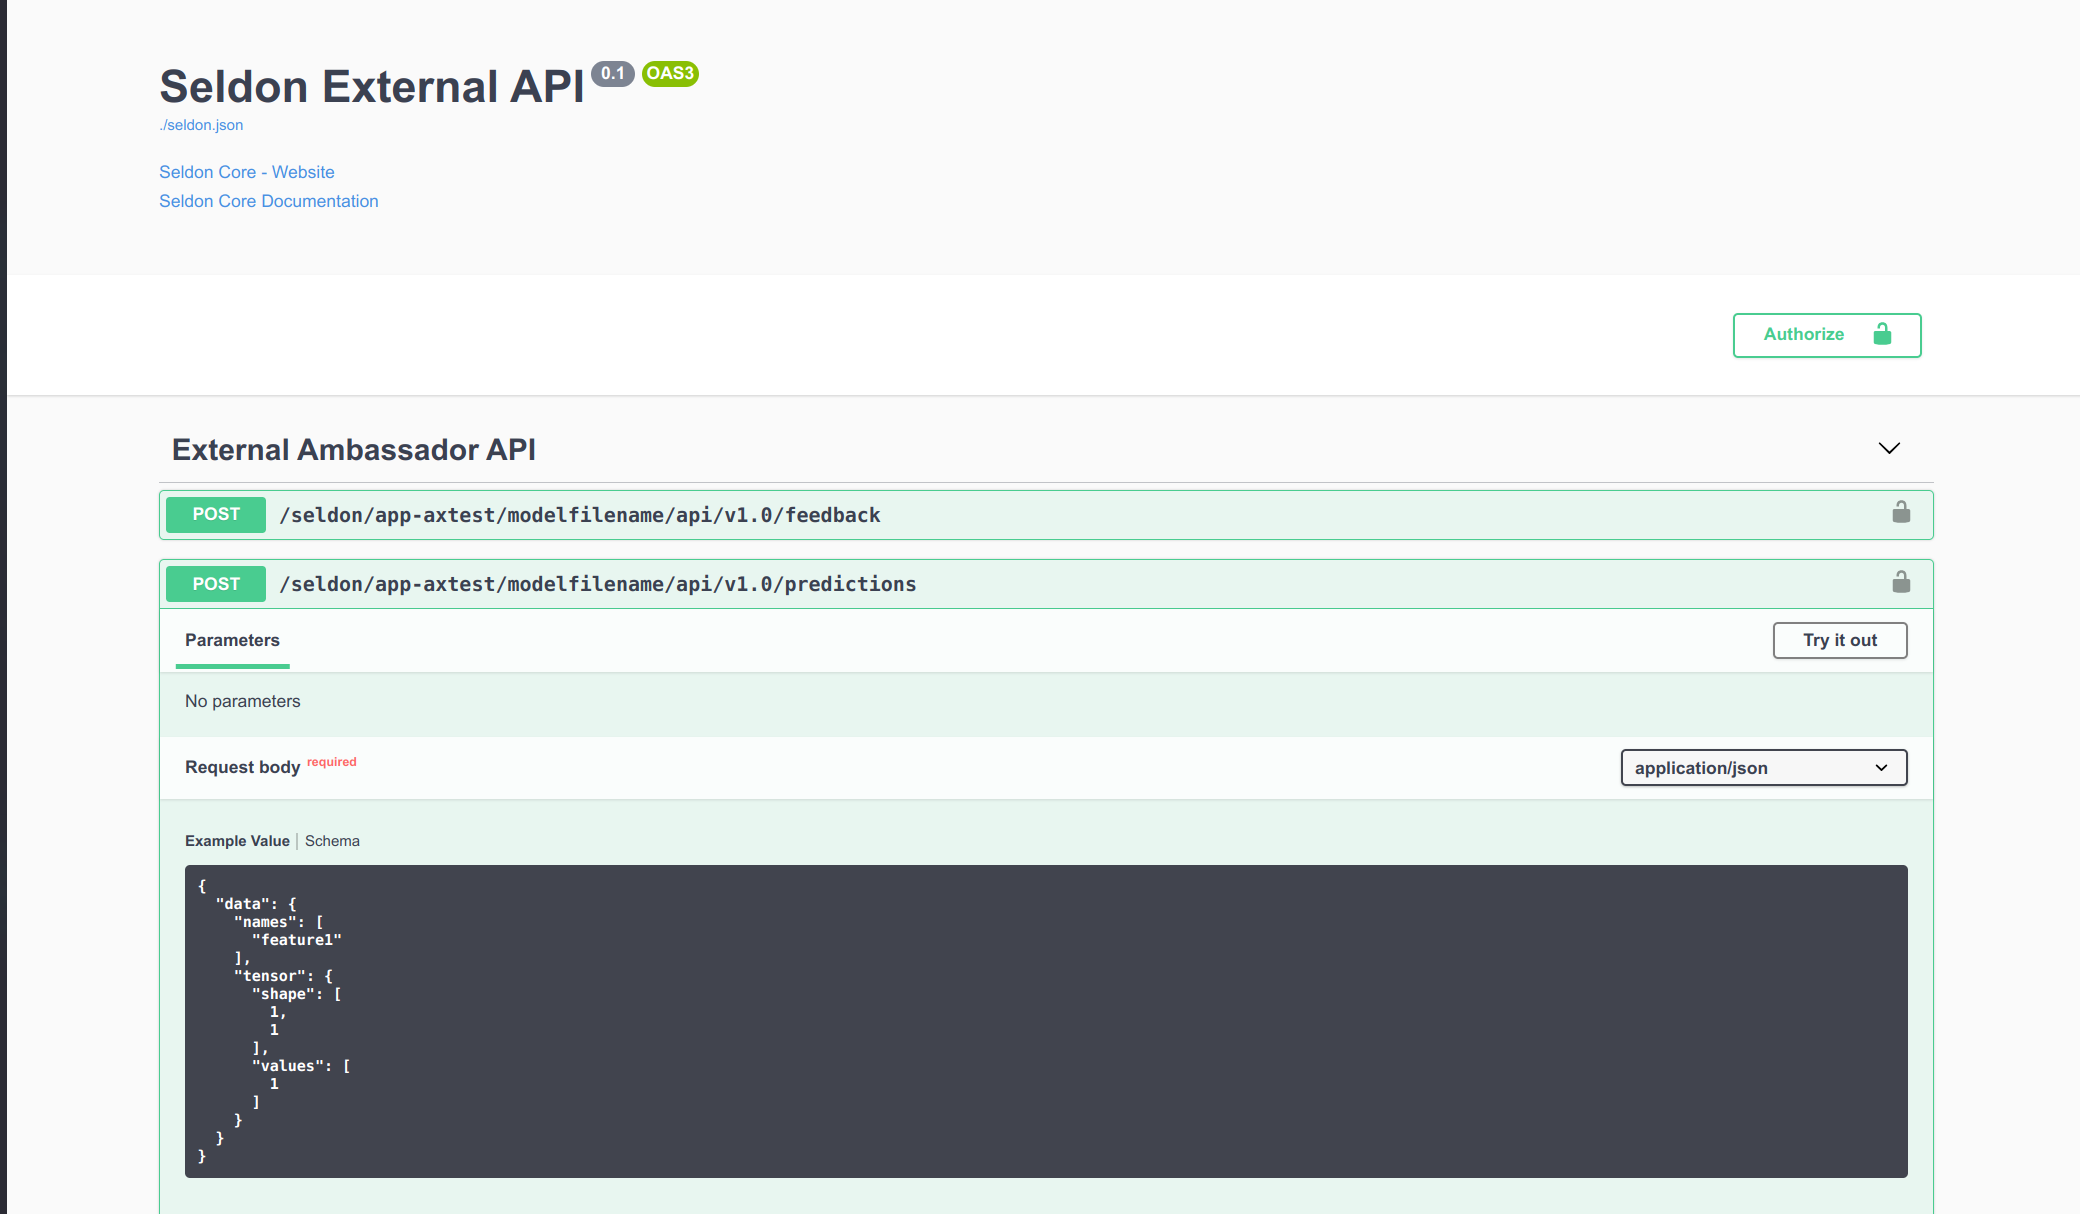 Seldon External API 0.1 OAS3
./seldon.json
Seldon Core - Website
Seldon Core Documentation
Authorize
External Ambassador API
POST /seldon/app-axtest/modelfilename/api/v1.0/feedback
POST /seldon/app-axtest/modelfilename/api/v1.0/predictions
Parameters Try it out
No parameters
Request body required application/json
Example Value | Schema
{
  "data": {
    "names": [
      "feature1"
    ],
    "tensor": {
      "shape": [
        1,
        1
      ],
      "values": [
        1
      ]
    }
  }
}